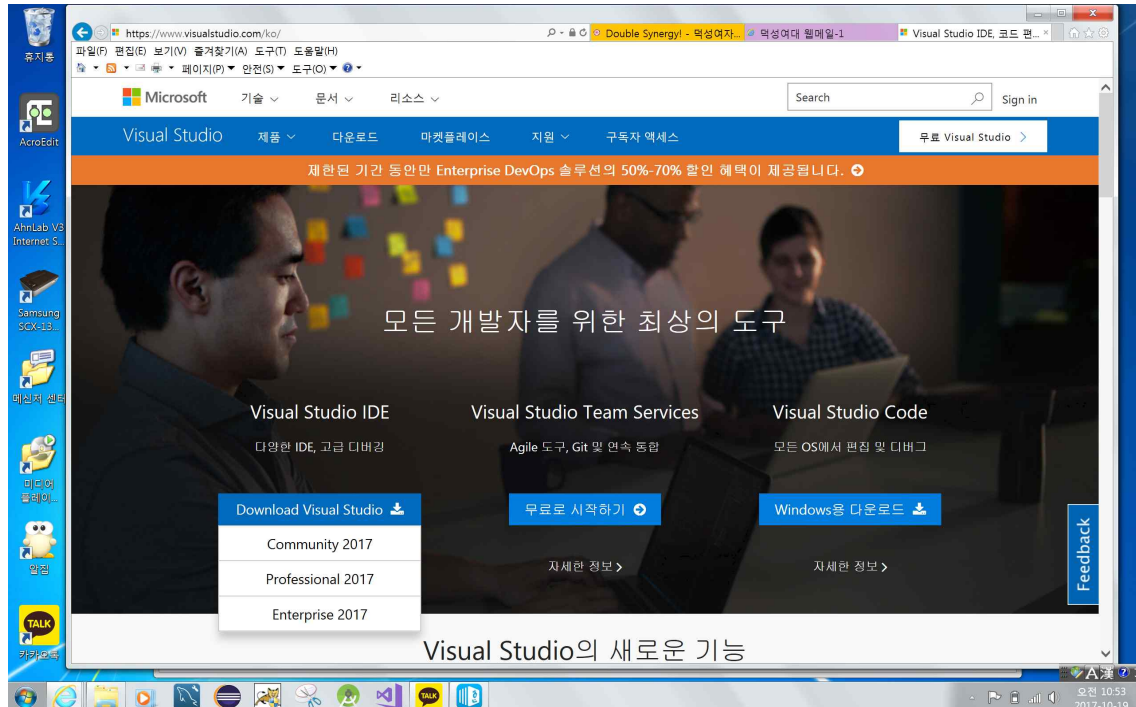 휴지통
AcroEdit
AhnLab V3
Internet S...
Samsung
SCX-13...
메신저 센터
미디어
플레이...
알집
TALK
카카오톡
https://www.visualstudio.com/ko/
Double Synergy! - 덕성여자...
덕성여대 웹메일-1
Visual Studio IDE, 코드 편...
파일(F) 편집(E) 보기(V) 즐겨찾기(A) 도구(T) 도움말(H)
페이지(P) 안전(S) 도구(O)
Microsoft 기술 문서 리소스 Search Sign in
Visual Studio 제품 다운로드 마켓플레이스 지원 구독자 액세스 무료 Visual Studio
제한된 기간 동안만 Enterprise DevOps 솔루션의 50%-70% 할인 혜택이 제공됩니다.
모든 개발자를 위한 최상의 도구
Visual Studio IDE
다양한 IDE, 고급 디버깅
Download Visual Studio
Community 2017
Professional 2017
Enterprise 2017
Visual Studio Team Services
Agile 도구, Git 및 연속 통합
무료로 시작하기
자세한 정보
Visual Studio Code
모든 OS에서 편집 및 디버그
Windows용 다운로드
자세한 정보
Feedback
Visual Studio의 새로운 기능
A 漢
TALK
오전 10:53
2017-10-19